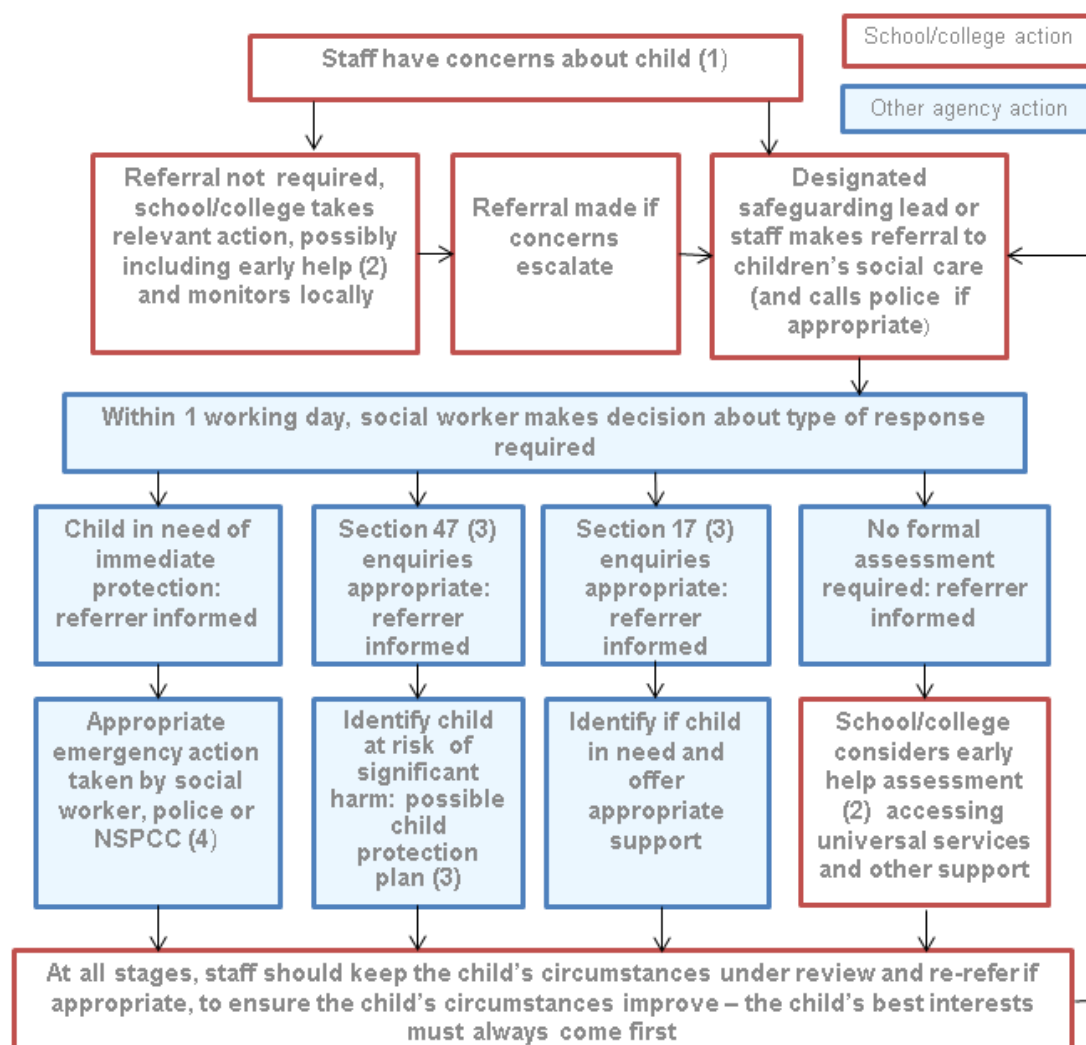 School/college action
Staff have concerns about child (1)
Other agency action
Referral not required,
school/college takes
relevant action, possibly
including early help (2)
and monitors locally
Referral made if
concerns
escalate
Designated
safeguarding lead or
staff makes referral to
children’s social care
(and calls police if
appropriate)
Within 1 working day, social worker makes decision about type of response
required
Child in need of
immediate
protection:
referrer informed
Section 47 (3)
enquiries
appropriate:
referrer
informed
Section 17 (3)
enquiries
appropriate:
referrer
informed
No formal
assessment
required: referrer
informed
Appropriate
emergency action
taken by social
worker, police or
NSPCC (4)
Identify child
at risk of
significant
harm: possible
child
protection
plan (3)
Identify if child
in need and
offer
appropriate
support
School/college
considers early
help assessment
(2) accessing
universal services
and other support
At all stages, staff should keep the child’s circumstances under review and re-refer if
appropriate, to ensure the child’s circumstances improve – the child’s best interests
must always come first